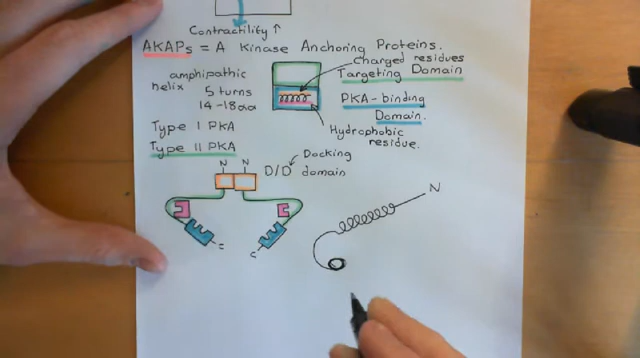 Contractility ↑
AKAPs = A Kinase Anchoring Proteins.
charged residues
Targeting Domain
amphipathic
helix
5 turns
14-18aa
PKA-binding
Domain.
Hydrophobic
residue.
Type I PKA
Type II PKA
N N
D/D
Docking
domain
C
C
N